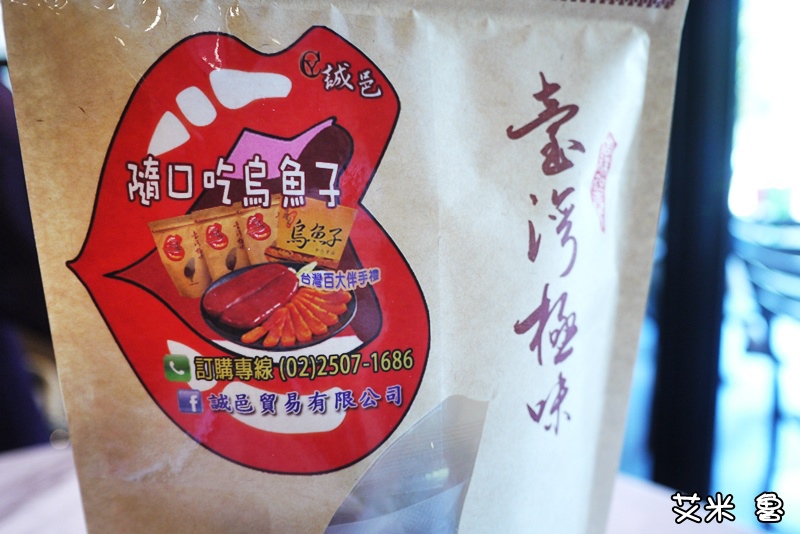 誠邑
隨口吃烏魚子
烏魚子
台灣百大伴手禮
訂購專線 (02)2507-1686
誠邑貿易有限公司
臺灣極味
艾米 魯